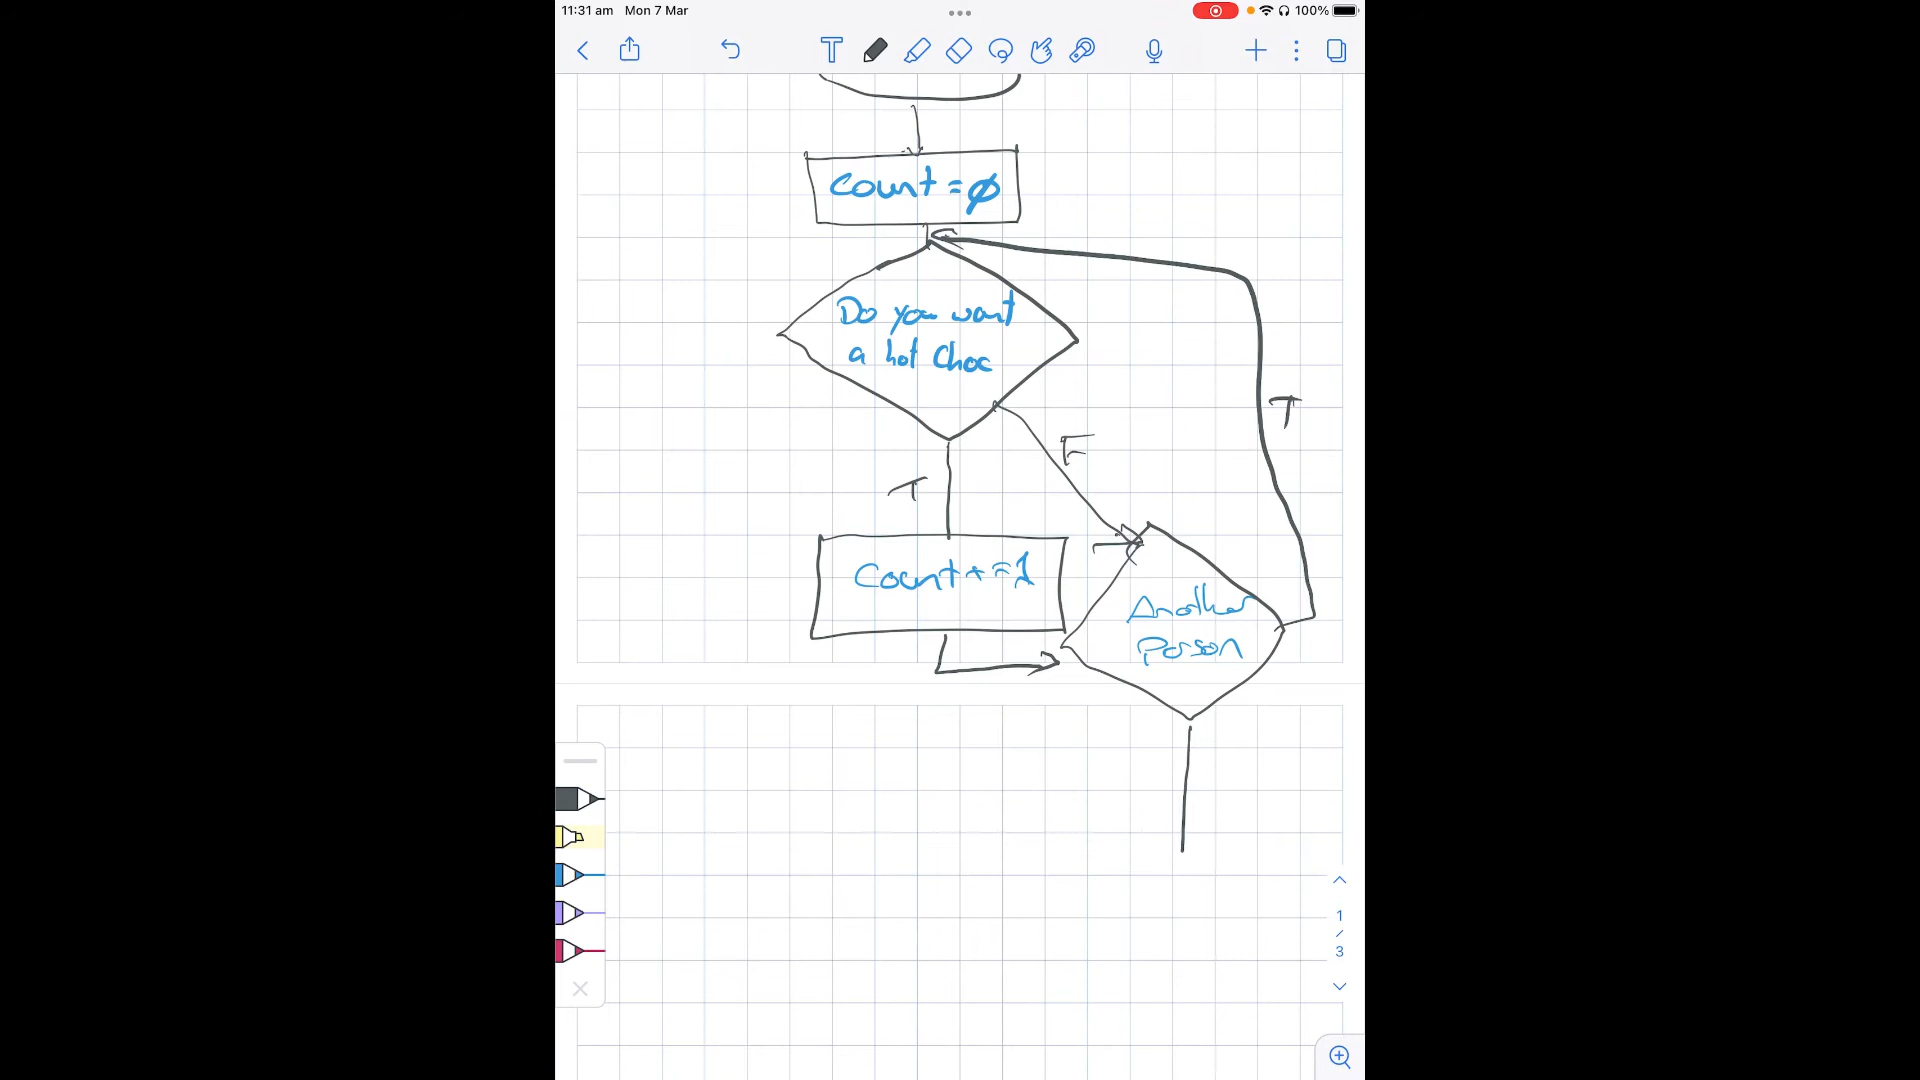 11:31 am Mon 7 Mar
100%
T
count = 0
Do you want
a hot choc
T
F
T
Count += 1
Another
Person
1
/
3